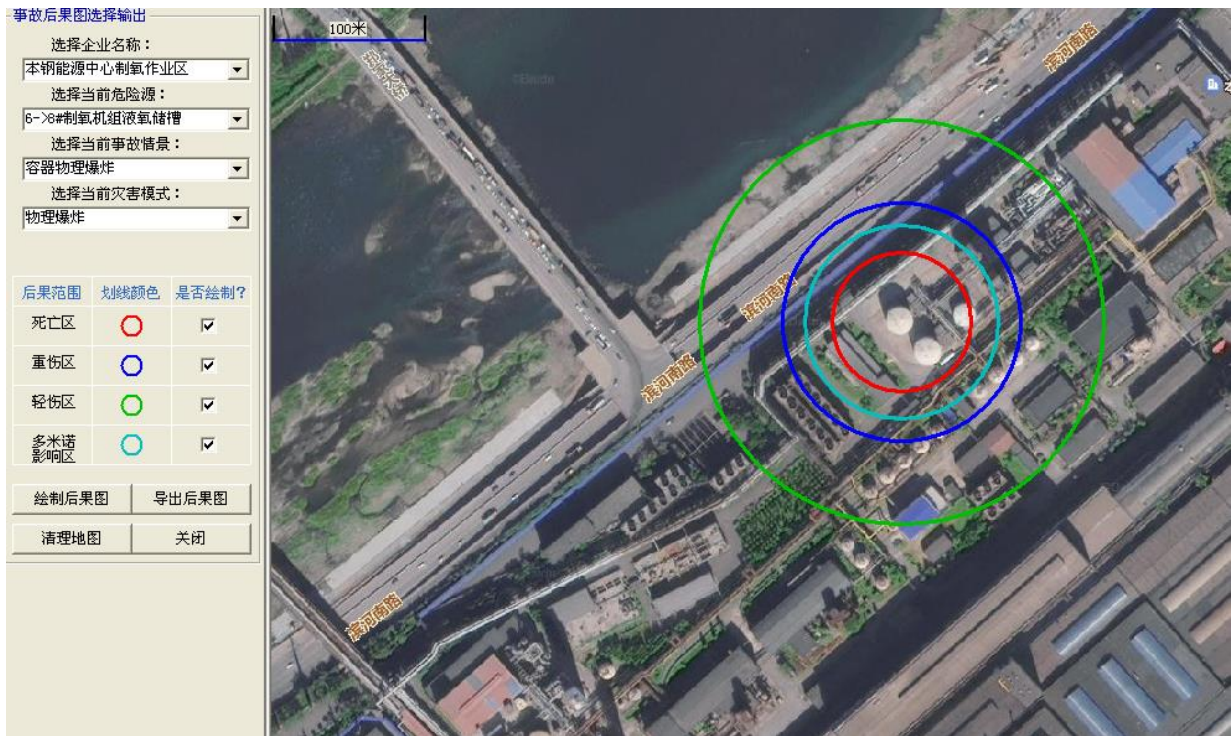 事故后果图选择输出
选择企业名称：
本钢能源中心制氧作业区
选择当前危险源：
6->8#制氧机组液氧储槽
选择当前事故情景：
容器物理爆炸
选择当前灾害模式：
物理爆炸
后果范围 划线颜色 是否绘制?
死亡区
重伤区
轻伤区
多米诺
影响区
绘制后果图 导出后果图
清理地图 关闭
100米
滨河南路
滨河南路
滨河南路
滨河南路